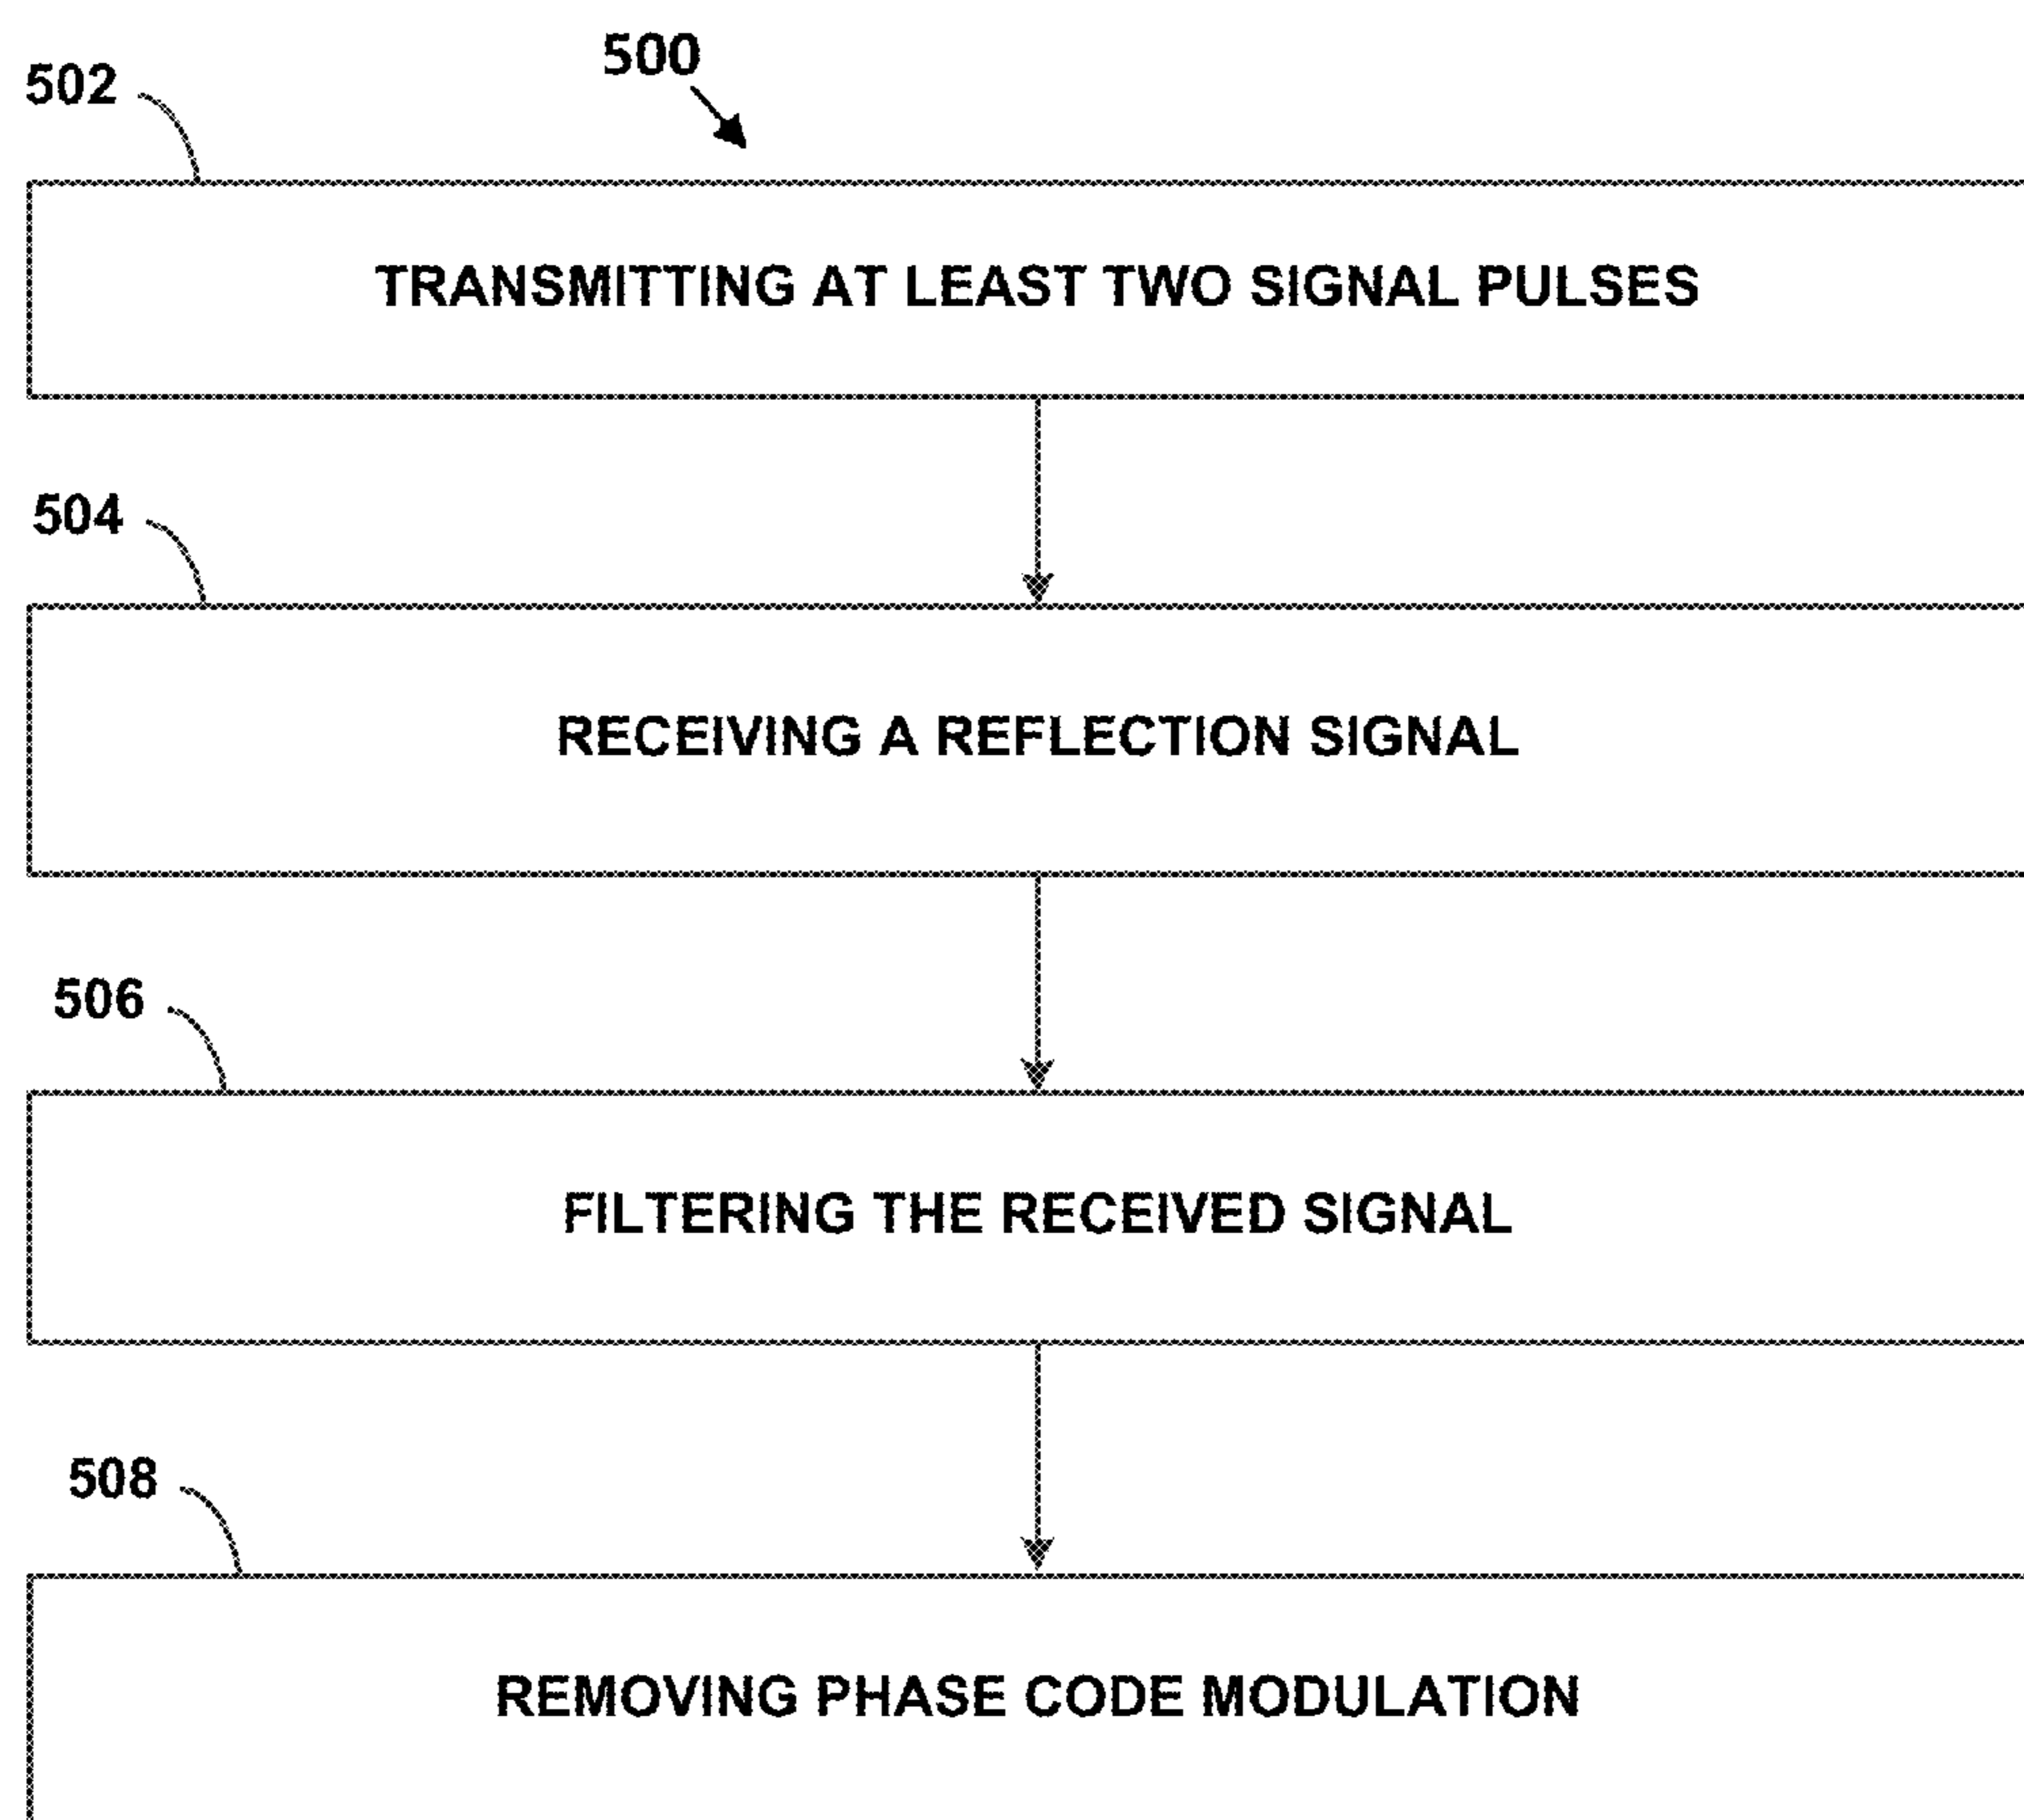 500
502
TRANSMITTING AT LEAST TWO SIGNAL PULSES
504
RECEIVING A REFLECTION SIGNAL
506
FILTERING THE RECEIVED SIGNAL
508
REMOVING PHASE CODE MODULATION